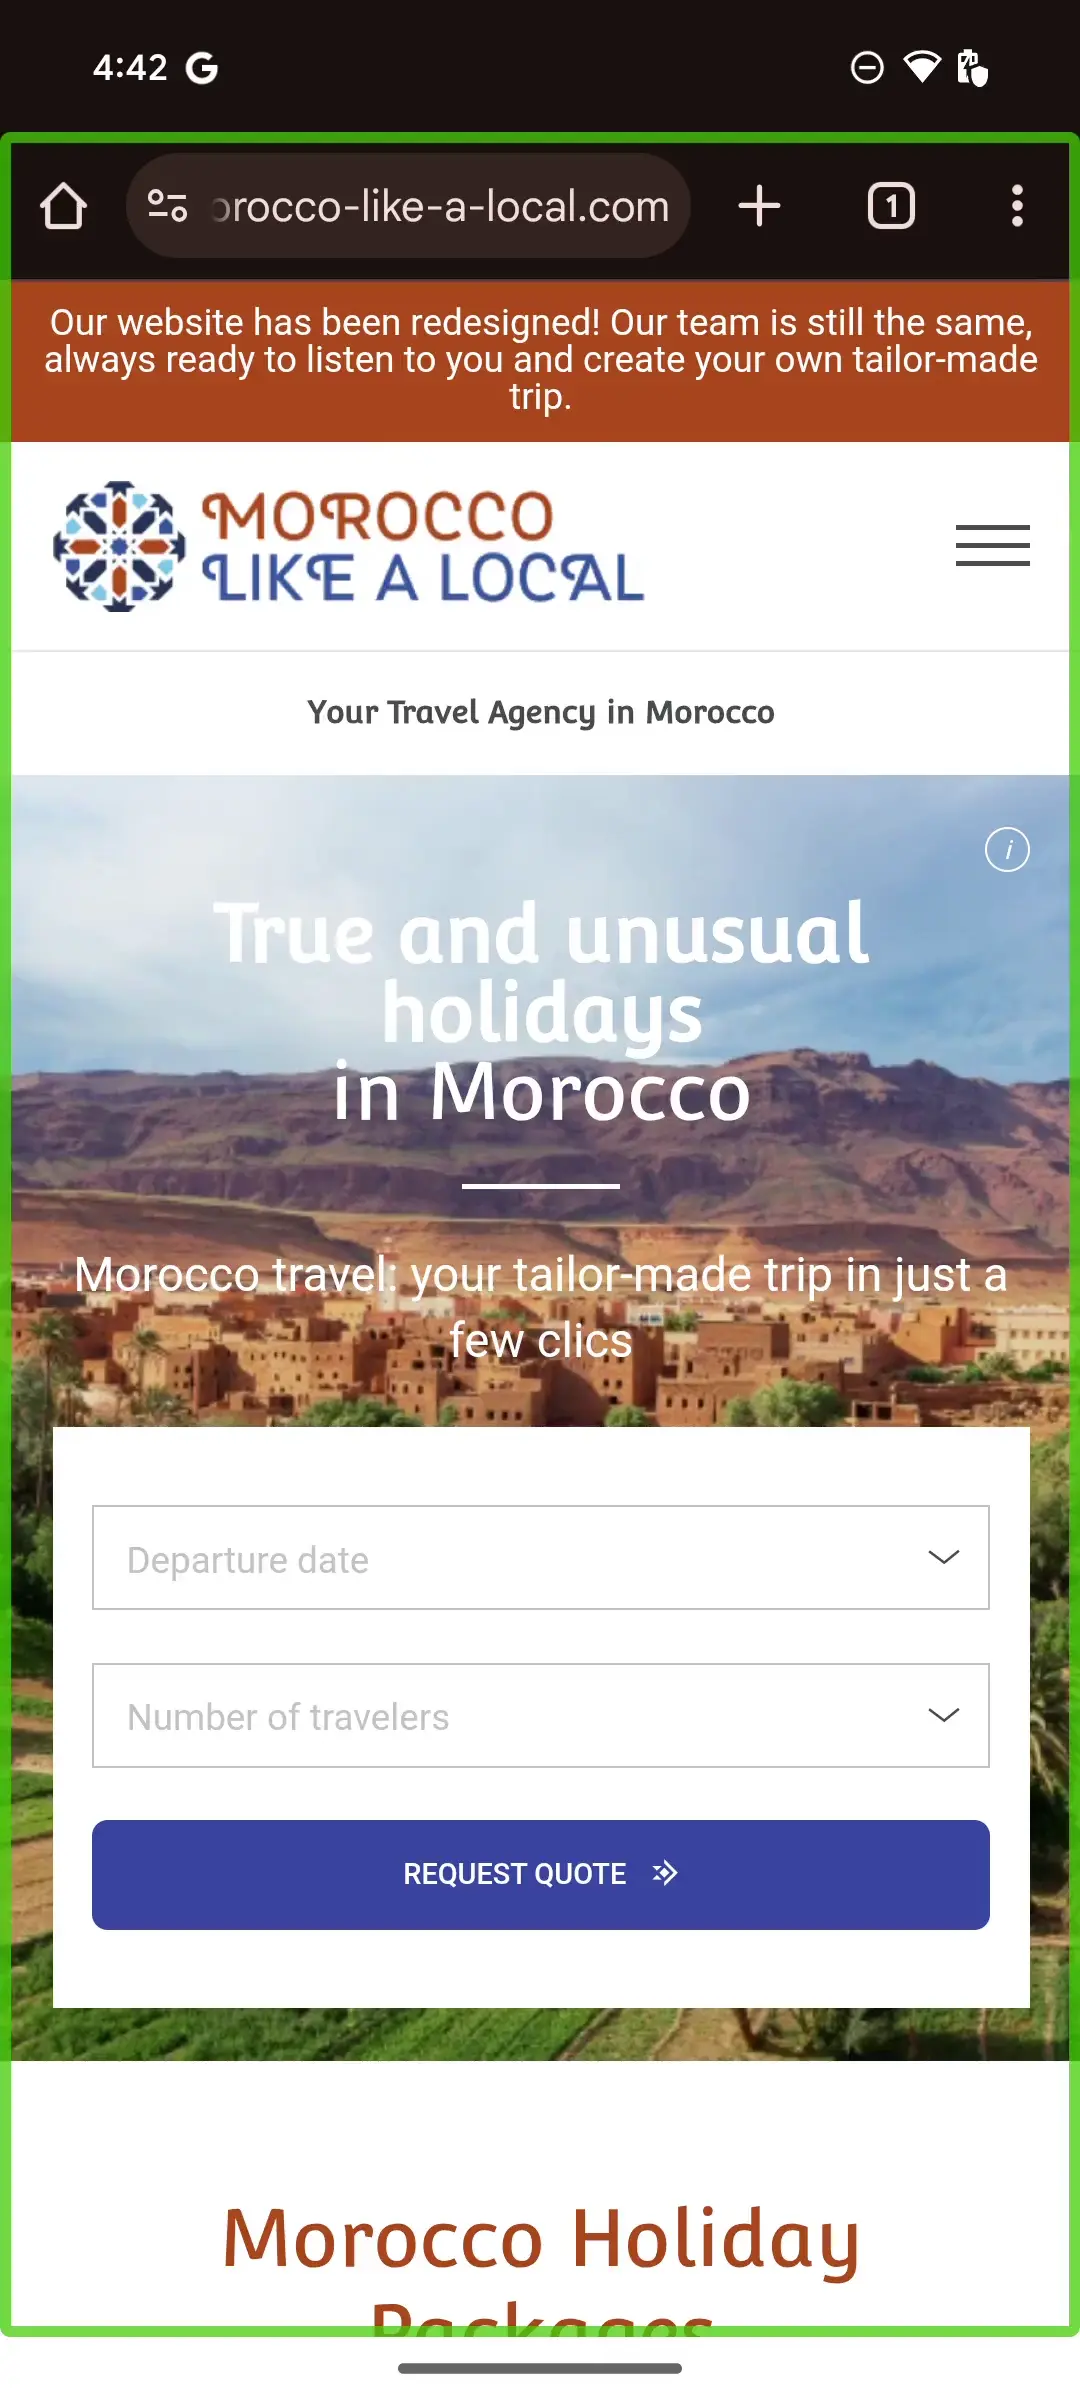 4:42
orocco-like-a-local.com
1
Our website has been redesigned! Our team is still the same,
always ready to listen to you and create your own tailor-made
trip.
MOROCCO
LIKE A LOCAL
Your Travel Agency in Morocco
i
True and unusual
holidays
in Morocco
Morocco travel: your tailor-made trip in just a
few clics
Departure date
Number of travelers
REQUEST QUOTE
Morocco Holiday
Packages